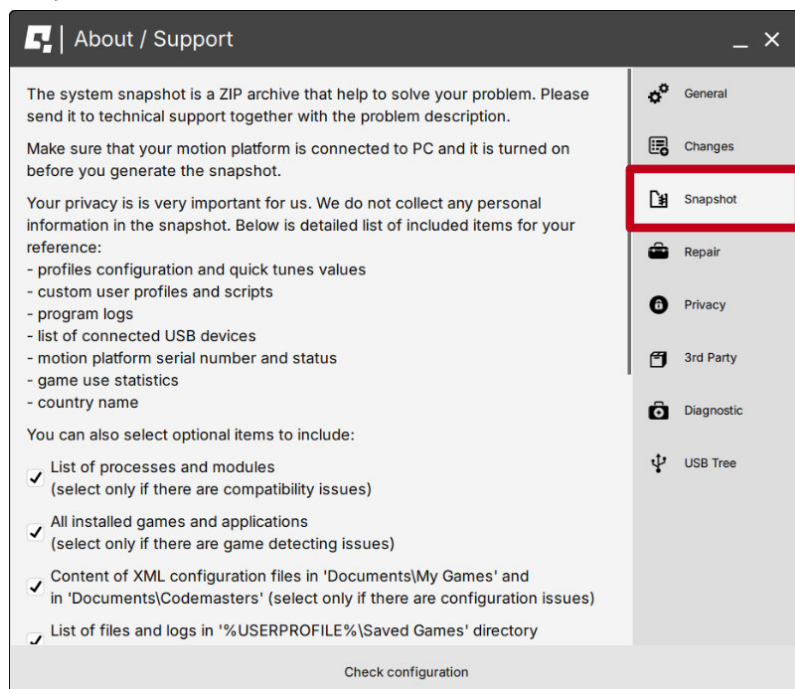 About / Support
The system snapshot is a ZIP archive that help to solve your problem. Please
send it to technical support together with the problem description.
Make sure that your motion platform is connected to PC and it is turned on
before you generate the snapshot.
Your privacy is is very important for us. We do not collect any personal
information in the snapshot. Below is detailed list of included items for your
reference:
- profiles configuration and quick tunes values
- custom user profiles and scripts
- program logs
- list of connected USB devices
- motion platform serial number and status
- game use statistics
- country name
You can also select optional items to include:
List of processes and modules
(select only if there are compatibility issues)
All installed games and applications
(select only if there are game detecting issues)
Content of XML configuration files in 'Documents\My Games' and
in 'Documents\Codemasters' (select only if there are configuration issues)
List of files and logs in '%USERPROFILE%\Saved Games' directory
General
Changes
Snapshot
Repair
Privacy
3rd Party
Diagnostic
USB Tree
Check configuration